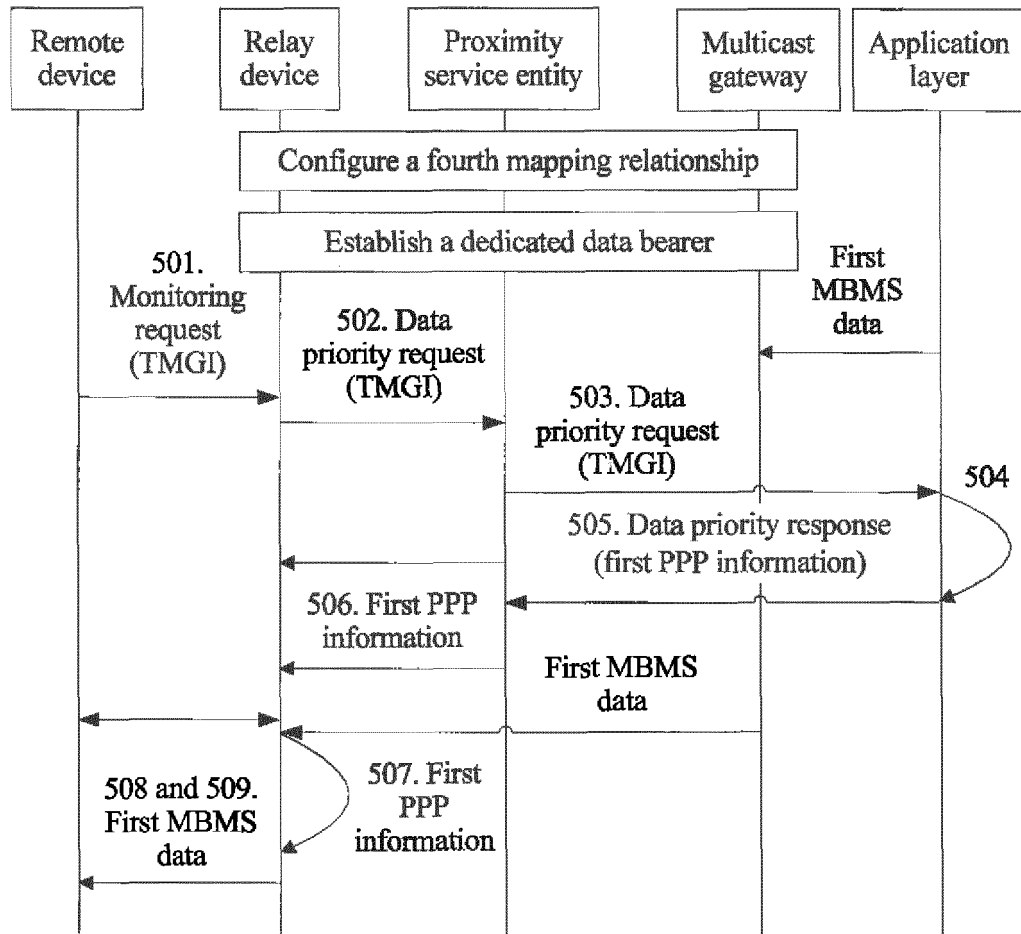 Remote
device
Relay
device
Proximity
service entity
Multicast
gateway
Application
layer
Configure a fourth mapping relationship
Establish a dedicated data bearer
501.
Monitoring
request
(TMGI)
First
MBMS
data
502. Data
priority request
(TMGI)
503. Data
priority request
(TMGI)
504
505. Data priority response
(first PPP information)
506. First PPP
information
First MBMS
data
507. First
PPP
information
508 and 509.
First MBMS
data